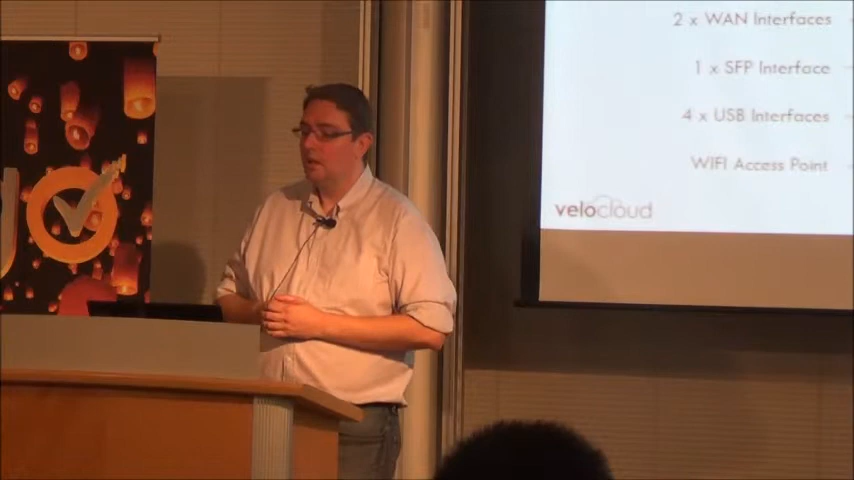 2 x WAN Interfaces
1 x SFP Interface
4 x USB Interfaces
WIFI Access Point
velocloud